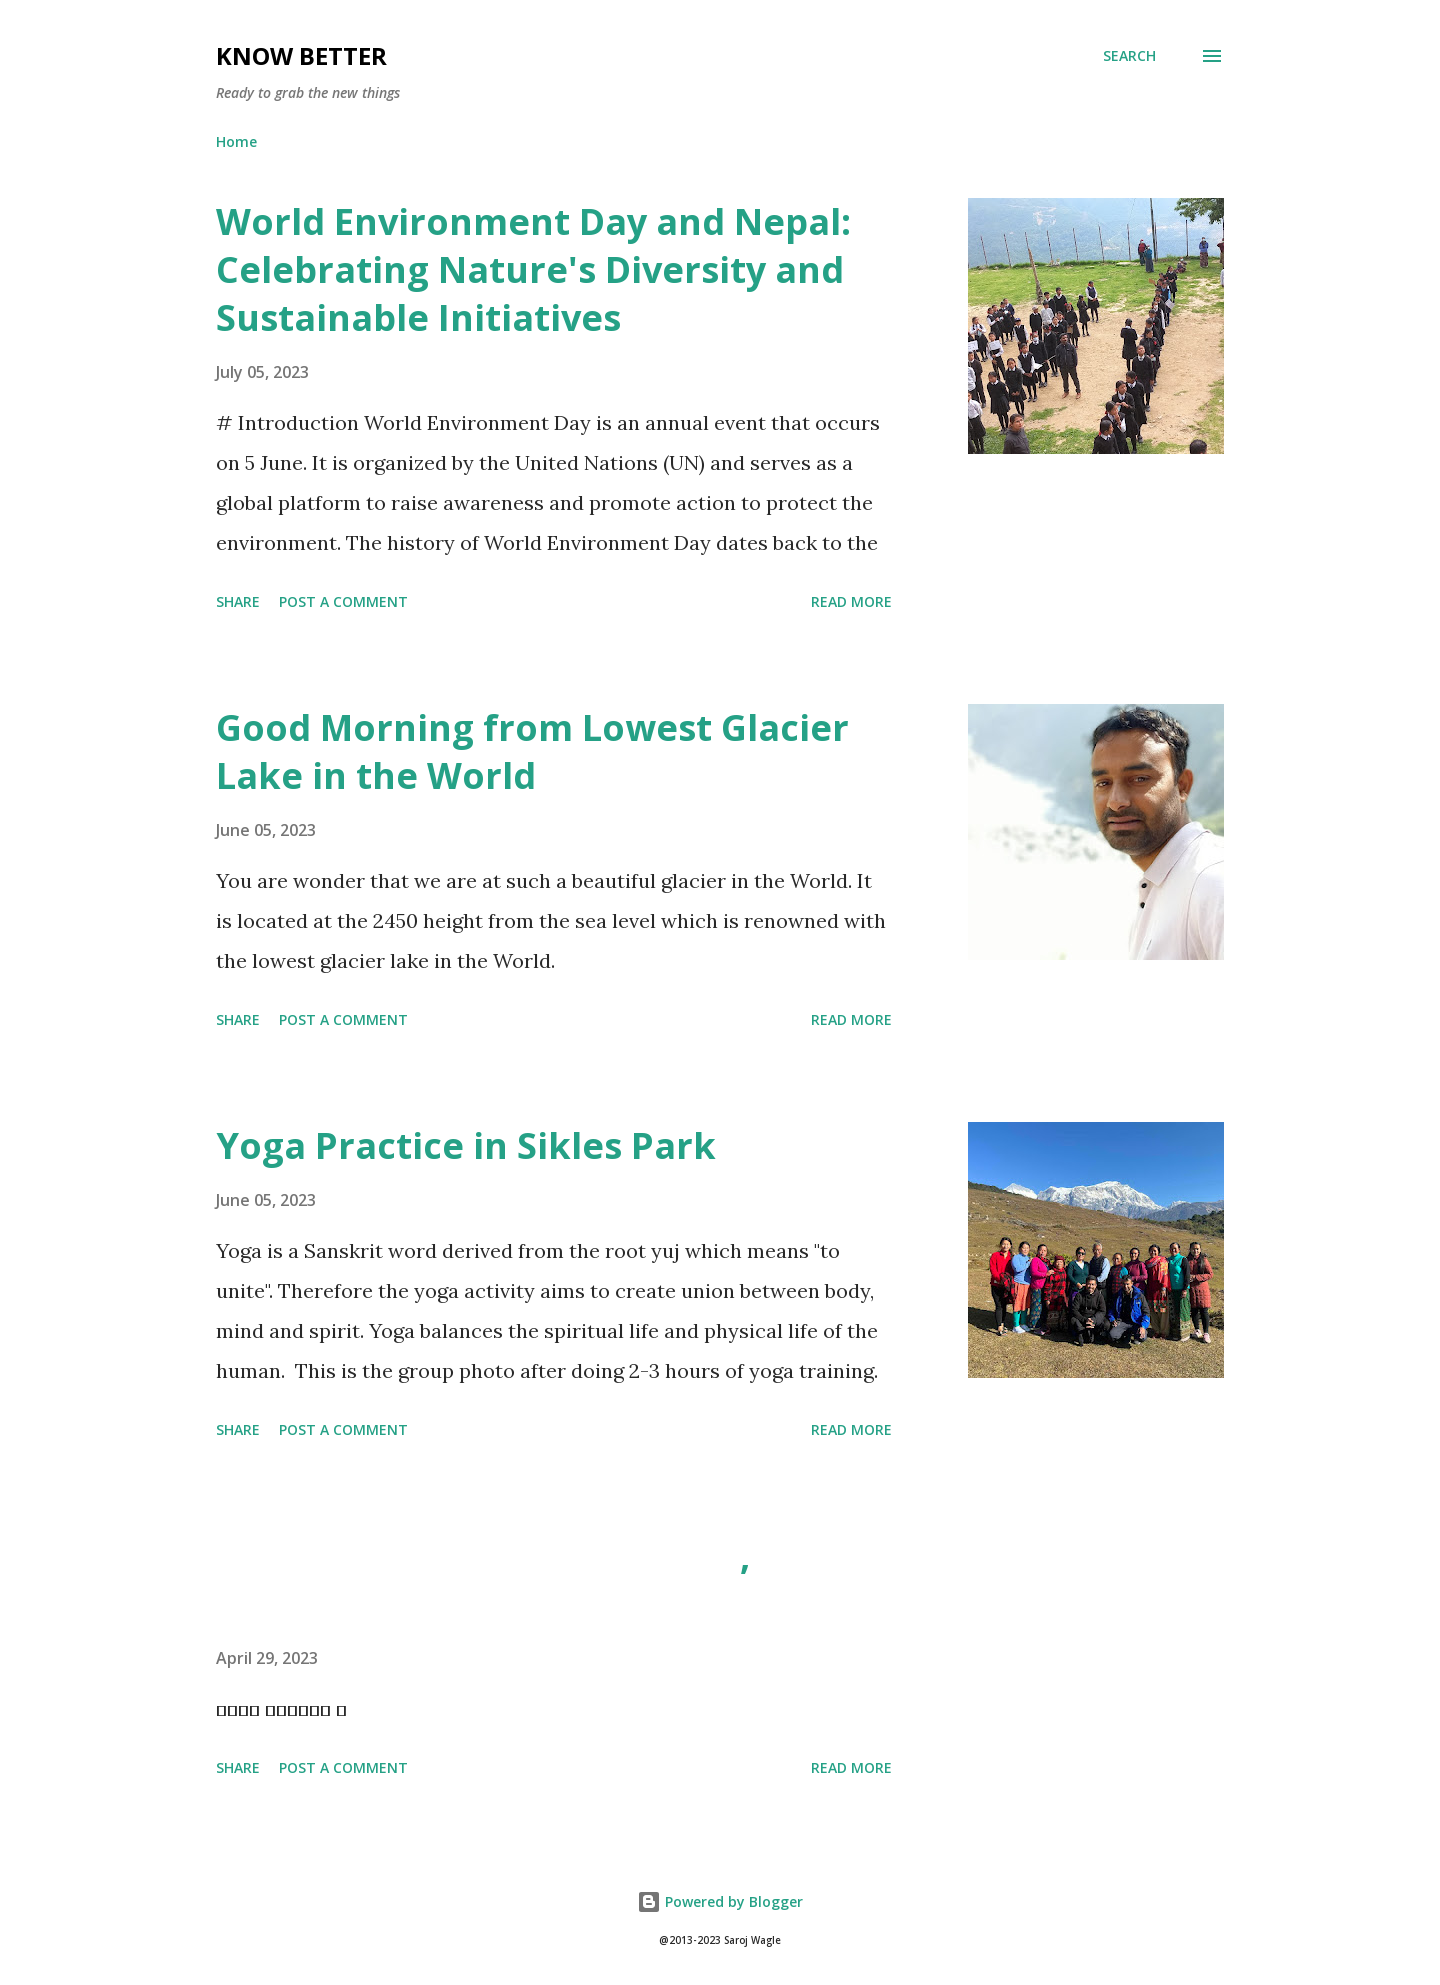 KNOW BETTER
SEARCH
Ready to grab the new things
Home
World Environment Day and Nepal:
Celebrating Nature's Diversity and
Sustainable Initiatives
July 05, 2023
# Introduction World Environment Day is an annual event that occurs
on 5 June. It is organized by the United Nations (UN) and serves as a
global platform to raise awareness and promote action to protect the
environment. The history of World Environment Day dates back to the
SHARE POST A COMMENT READ MORE
Good Morning from Lowest Glacier
Lake in the World
June 05, 2023
You are wonder that we are at such a beautiful glacier in the World. It
is located at the 2450 height from the sea level which is renowned with
the lowest glacier lake in the World.
SHARE POST A COMMENT READ MORE
Yoga Practice in Sikles Park
June 05, 2023
Yoga is a Sanskrit word derived from the root yuj which means "to
unite". Therefore the yoga activity aims to create union between body,
mind and spirit. Yoga balances the spiritual life and physical life of the
human. This is the group photo after doing 2-3 hours of yoga training.
SHARE POST A COMMENT READ MORE
,
April 29, 2023
SHARE POST A COMMENT READ MORE
Powered by Blogger
@2013-2023 Saroj Wagle